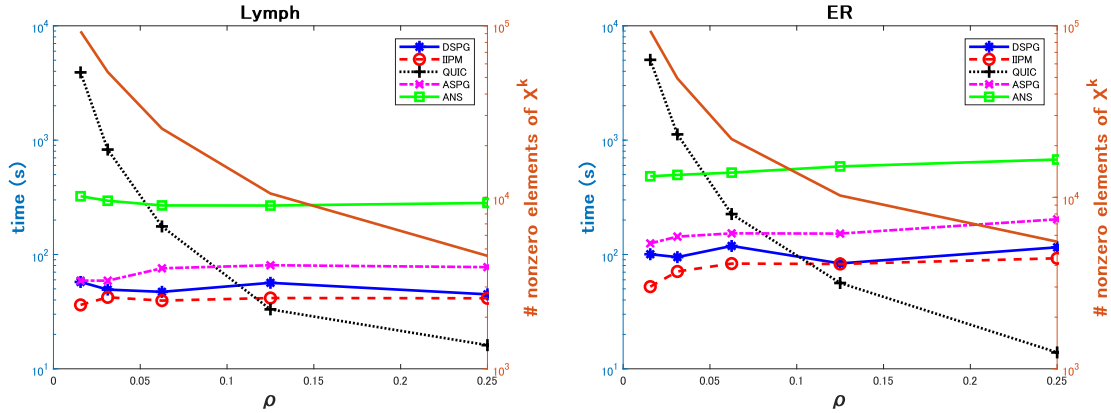 Lymph
10^4
10^3
10^2
10^1
time (s)
DSPG
IIPM
QUIC
ASPG
ANS
10^5
10^4
10^3
# nonzero elements of X^k
0
0.05
0.1
0.15
0.2
0.25
ρ
ER
10^4
10^3
10^2
10^1
time (s)
DSPG
IIPM
QUIC
ASPG
ANS
10^5
10^4
10^3
# nonzero elements of X^k
0
0.05
0.1
0.15
0.2
0.25
ρ